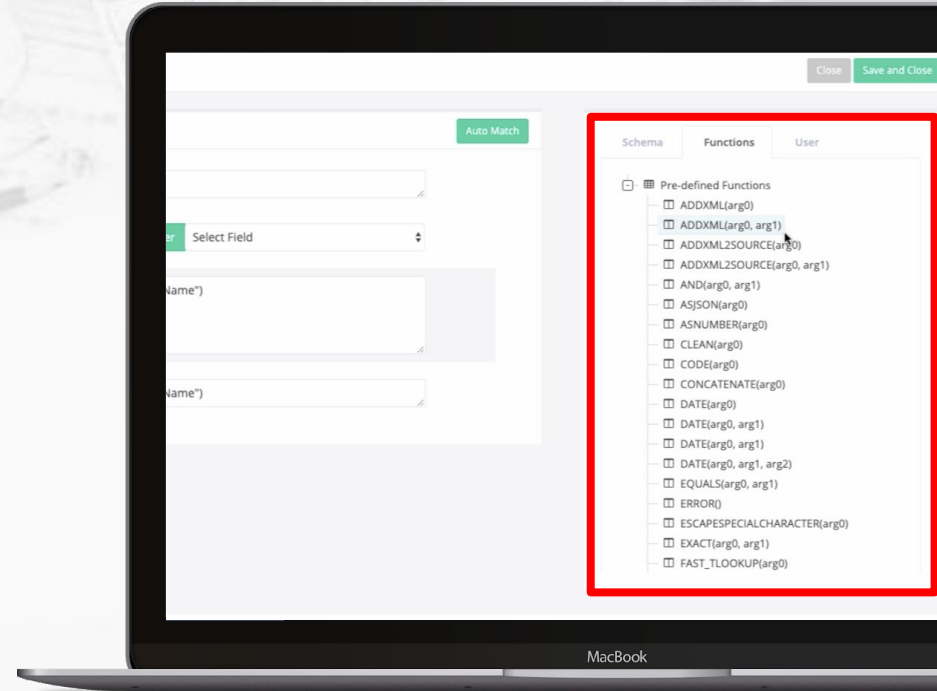 Close Save and Close
Auto Match
er Select Field
Name")
Name")
Schema Functions User
Pre-defined Functions
ADDXML(arg0)
ADDXML(arg0, arg1)
ADDXML2SOURCE(arg0)
ADDXML2SOURCE(arg0, arg1)
AND(arg0, arg1)
ASJSON(arg0)
ASNUMBER(arg0)
CLEAN(arg0)
CODE(arg0)
CONCATENATE(arg0)
DATE(arg0)
DATE(arg0, arg1)
DATE(arg0, arg1)
DATE(arg0, arg1, arg2)
EQUALS(arg0, arg1)
ERROR()
ESCAPESPECIALCHARACTER(arg0)
EXACT(arg0, arg1)
FAST_TLOOKUP(arg0)
MacBook